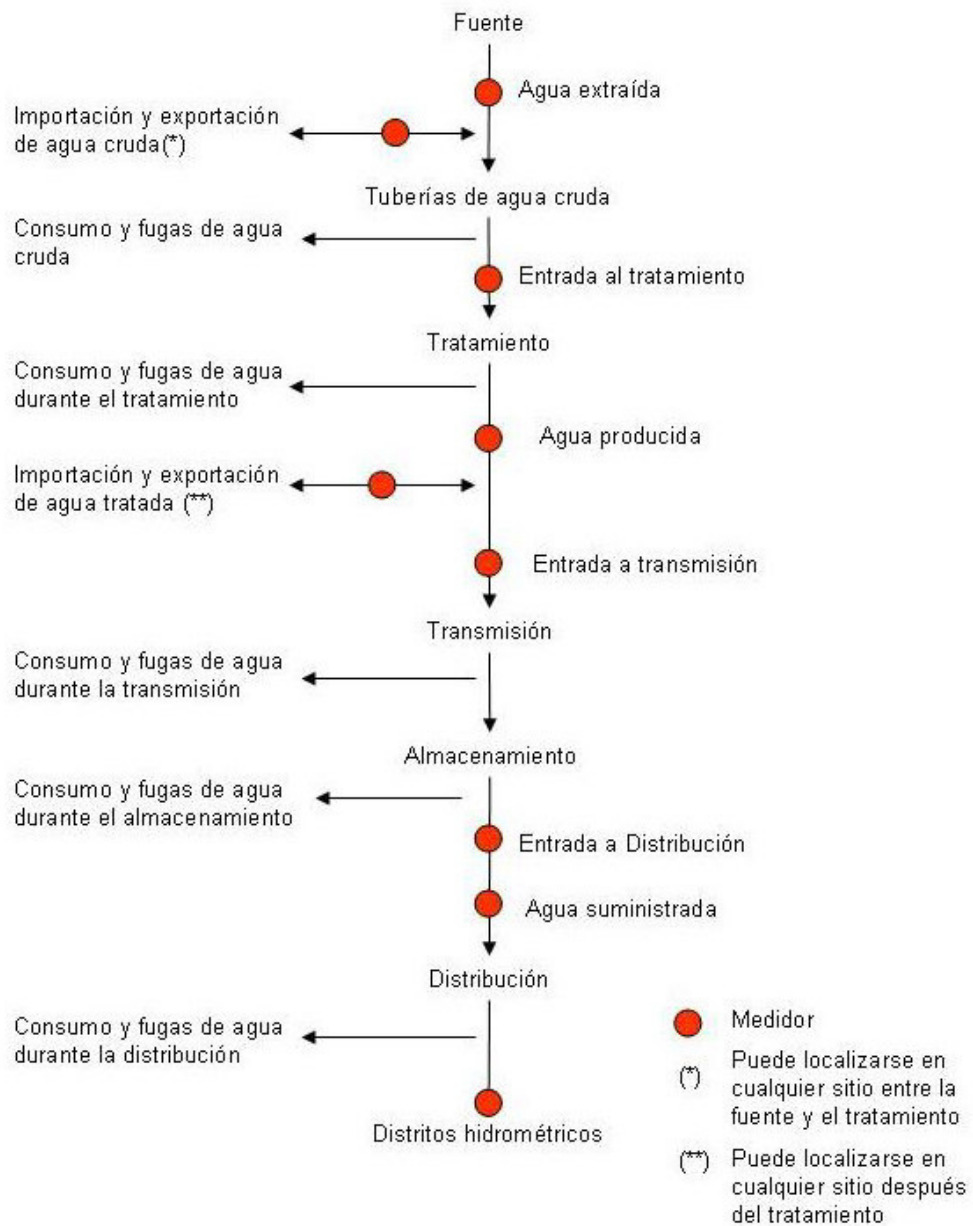 Fuente
Agua extraída
Importación y exportación
de agua cruda(*)
Tuberías de agua cruda
Consumo y fugas de agua
cruda
Entrada al tratamiento
Tratamiento
Consumo y fugas de agua
durante el tratamiento
Agua producida
Importación y exportación
de agua tratada (**)
Entrada a transmisión
Transmisión
Consumo y fugas de agua
durante la transmisión
Almacenamiento
Consumo y fugas de agua
durante el almacenamiento
Entrada a Distribución
Agua suministrada
Distribución
Consumo y fugas de agua
durante la distribución
Distritos hidrométricos
Medidor
(*) Puede localizarse en
cualquier sitio entre la
fuente y el tratamiento
(**) Puede localizarse en
cualquier sitio después
del tratamiento